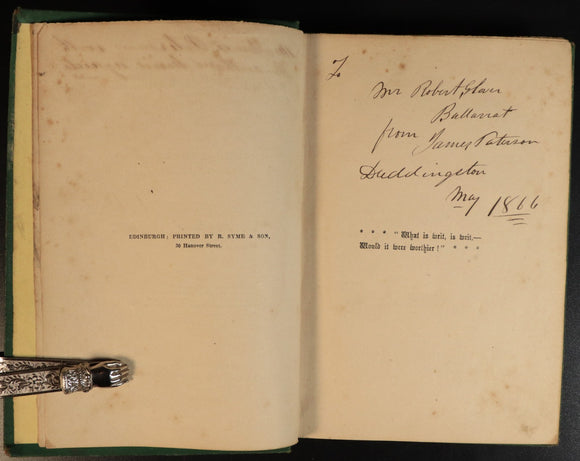 EDINBURGH: PRINTED BY R. SYME & SON,
30 Hanover Street.
To
Mr Robert Glover
Ballarat
from
James Paterson
Duddingston
May 1866
* * * "What is writ, is writ,—
Would it were worthier!" * * *